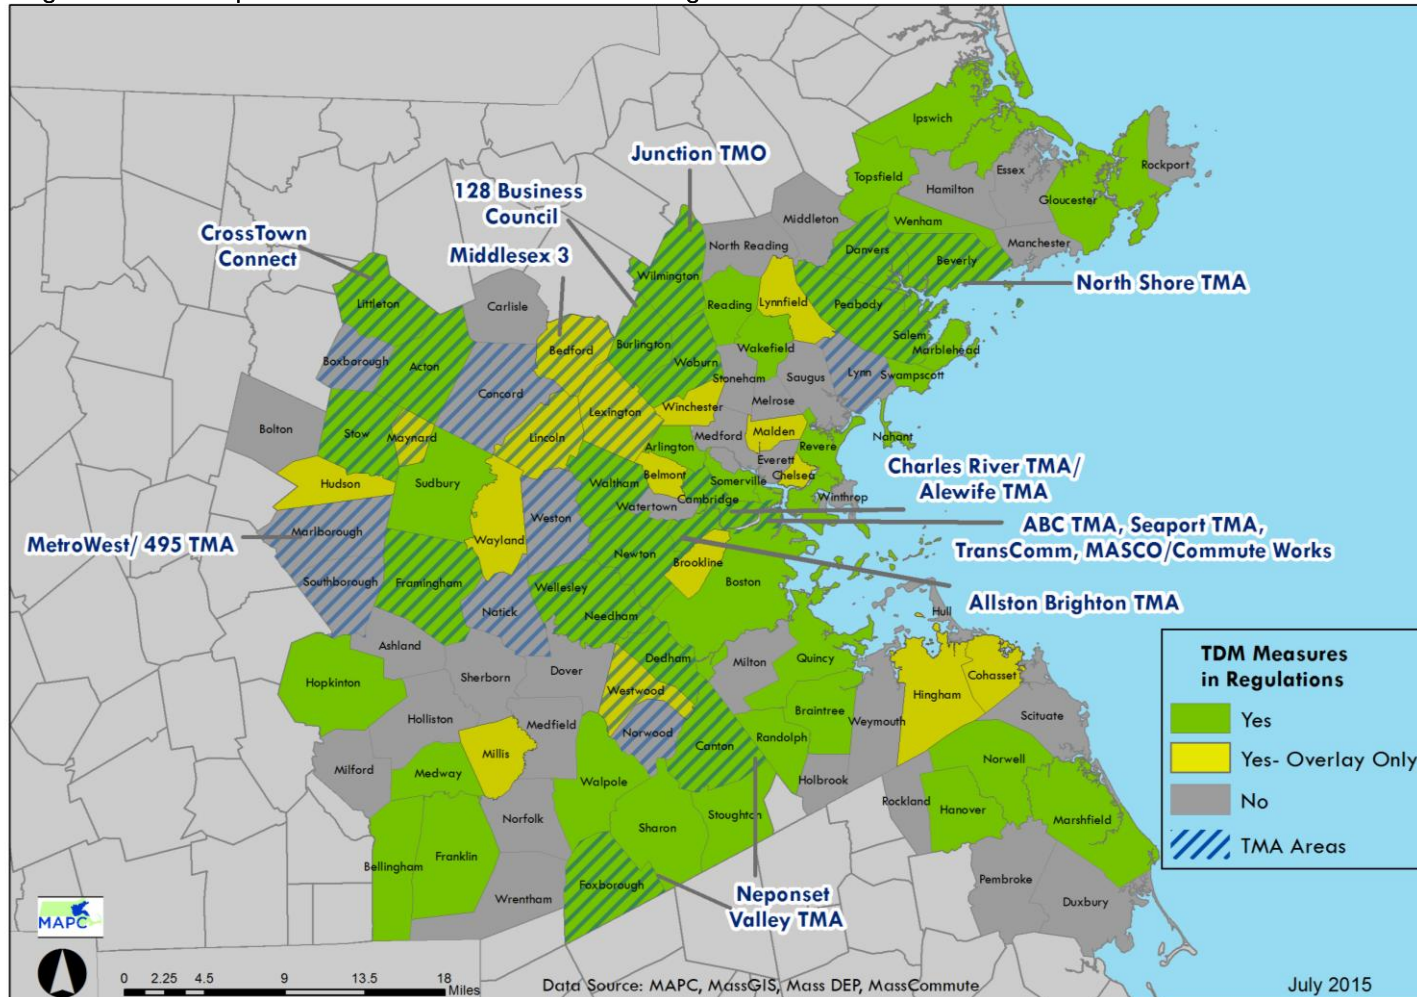 Ipswich
Rockport
Essex
Junction TMO
Topsfield
Hamilton
Gloucester
128 Business
Council
Middleton
Wenham
CrossTown
Connect
Manchester
North Reading
Danvers
Middlesex 3
Beverly
Wilmington
North Shore TMA
Littleton
Carlisle
Reading
Lynnfield
Peabody
Salem
Burlington
Wakefield
Marblehead
Bedford
Boxborough
Acton
Woburn
Lynn
Swampscott
Stoneham
Saugus
Concord
Melrose
Lexington
Winchester
Bolton
Stow
Maynard
Lincoln
Medford
Malden
Nahant
Arlington
Revere
Everett
Hudson
Sudbury
Waltham
Belmont
Somerville
Chelsea
Charles River TMA/
Alewife TMA
Cambridge
Winthrop
Watertown
Weston
Marlborough
ABC TMA, Seaport TMA,
TransComm, MASCO/Commute Works
MetroWest/ 495 TMA
Wayland
Newton
Brookline
Boston
Southborough
Framingham
Wellesley
Natick
Needham
Allston Brighton TMA
Hull
Ashland
Dedham
Milton
Quincy
Sherborn
Dover
Hopkinton
Westwood
Hingham
Cohasset
Holliston
Medfield
Norwood
Canton
Randolph
Braintree
Weymouth
Scituate
Millis
Milford
Medway
Walpole
Holbrook
Norwell
Norfolk
Sharon
Stoughton
Rockland
Hanover
Marshfield
Bellingham
Franklin
Foxborough
Wrentham
Pembroke
Duxbury
Neponset
Valley TMA
TDM Measures
in Regulations
Yes
Yes- Overlay Only
No
TMA Areas
MAPC
0 2.25 4.5 9 13.5 18
Miles
Data Source: MAPC, MassGIS, Mass DEP, MassCommute
July 2015